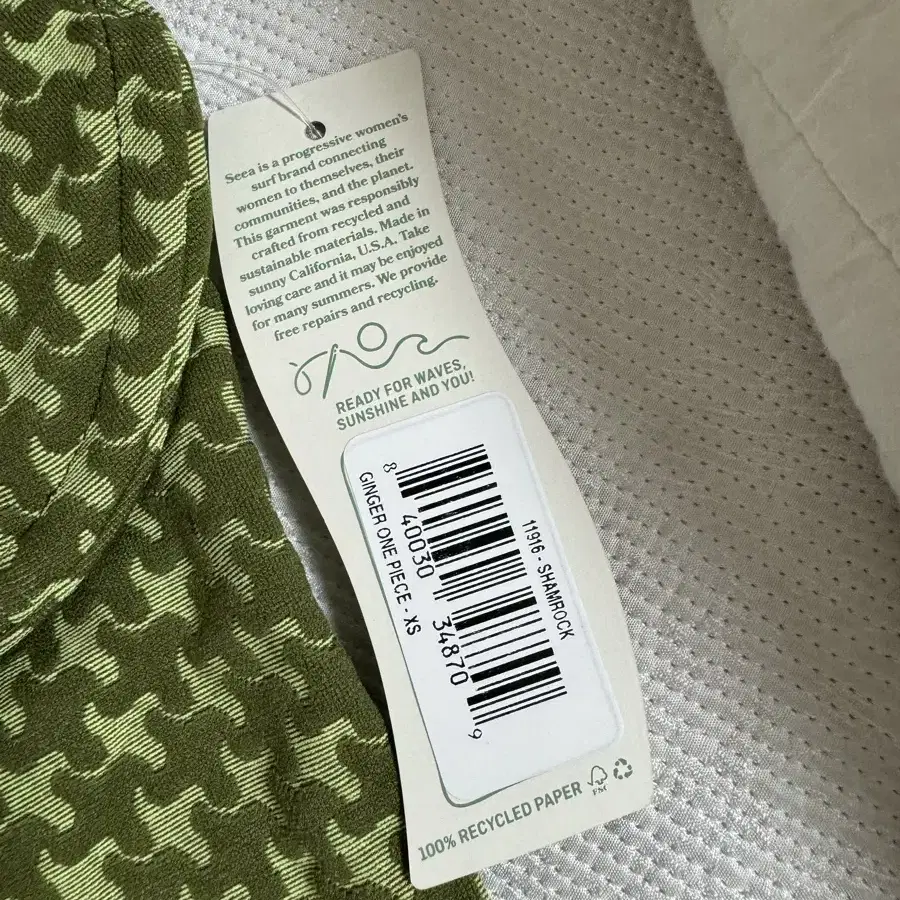 Seea is a progressive women's
surf brand connecting
women to themselves, their
communities, and the planet.
This garment was responsibly
crafted from recycled and
sustainable materials. Made in
sunny California, U.S.A. Take
loving care and it may be enjoyed
for many summers. We provide
free repairs and recycling.
READY FOR WAVES,
SUNSHINE AND YOU!
11916 - SHAMROCK
8 40030 34870 9
GINGER ONE PIECE - XS
100% RECYCLED PAPER
FSC